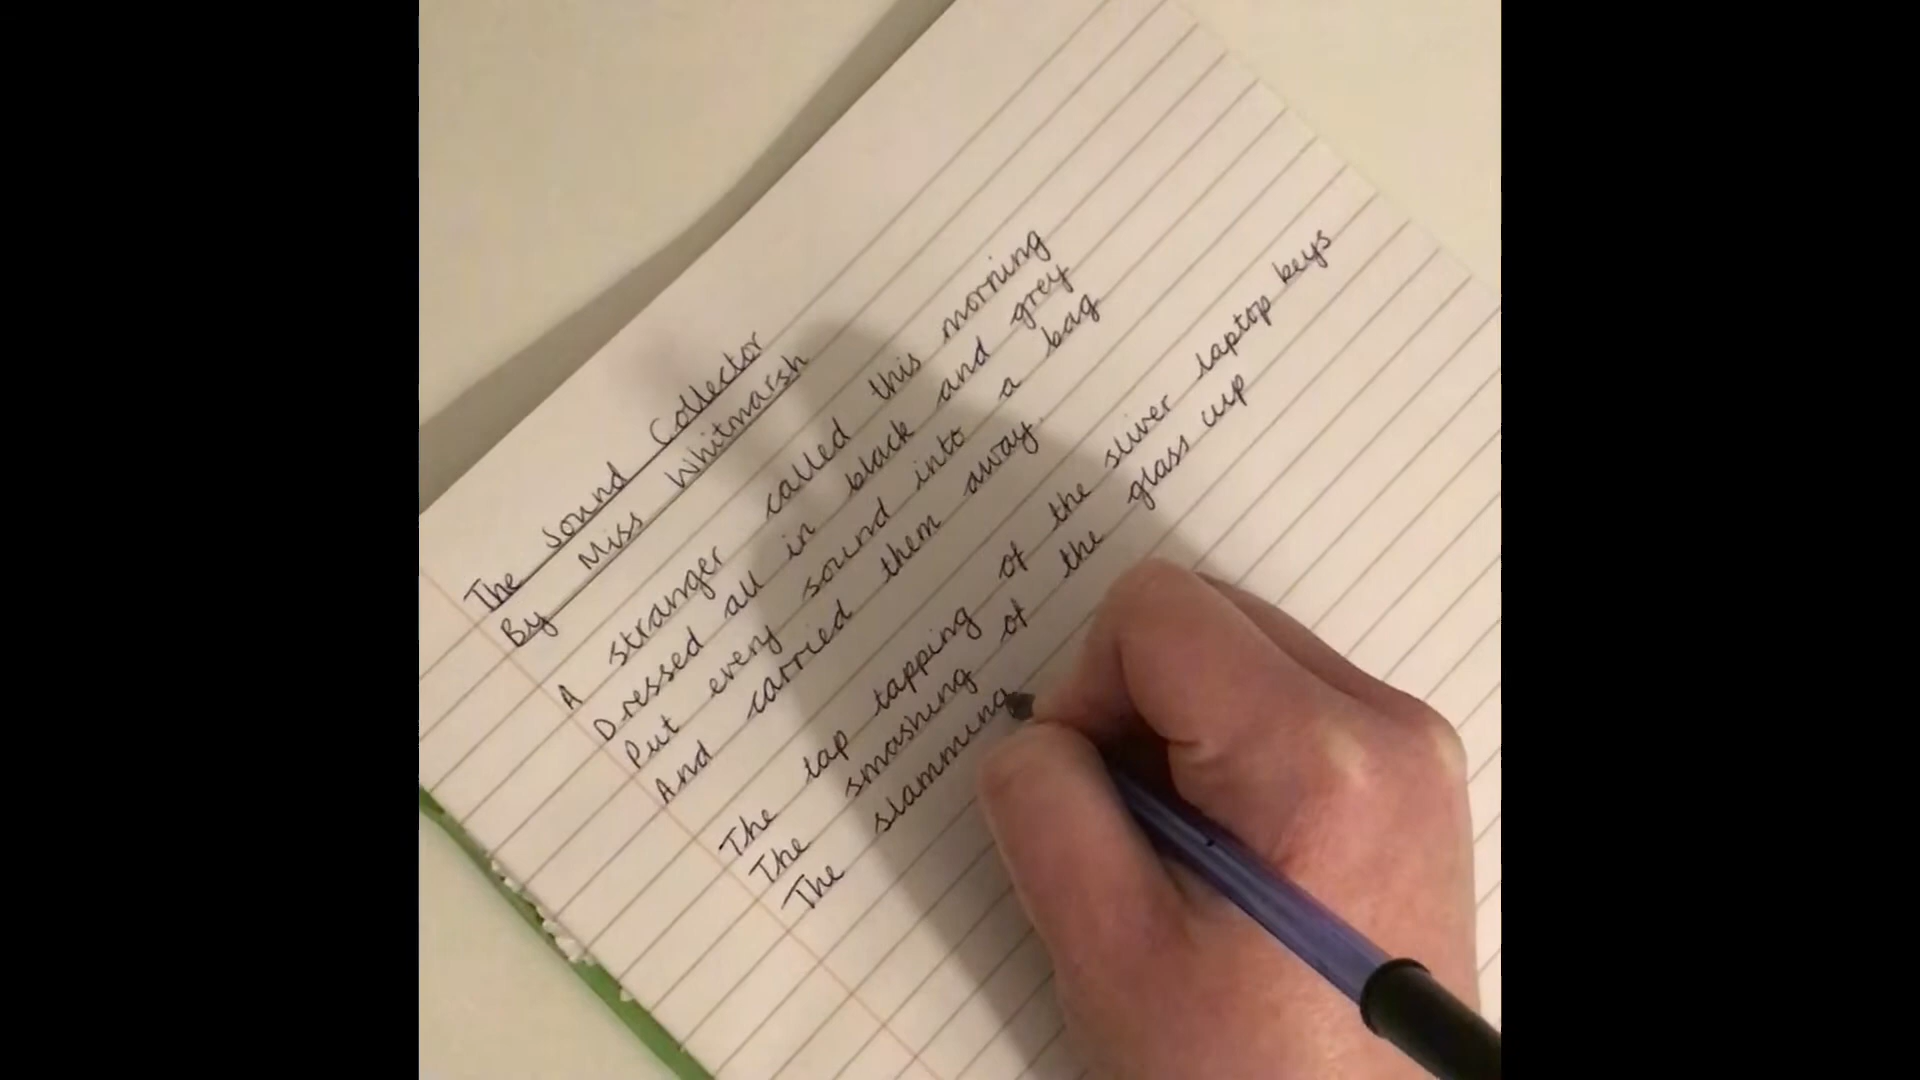 The Sound Collector
By Miss Whitmarsh
A stranger called this morning
Dressed all in black and grey
Put every sound into a bag
And carried them away.
The tap tapping of the sliver laptop keys
The smashing of the glass cup
The slamming